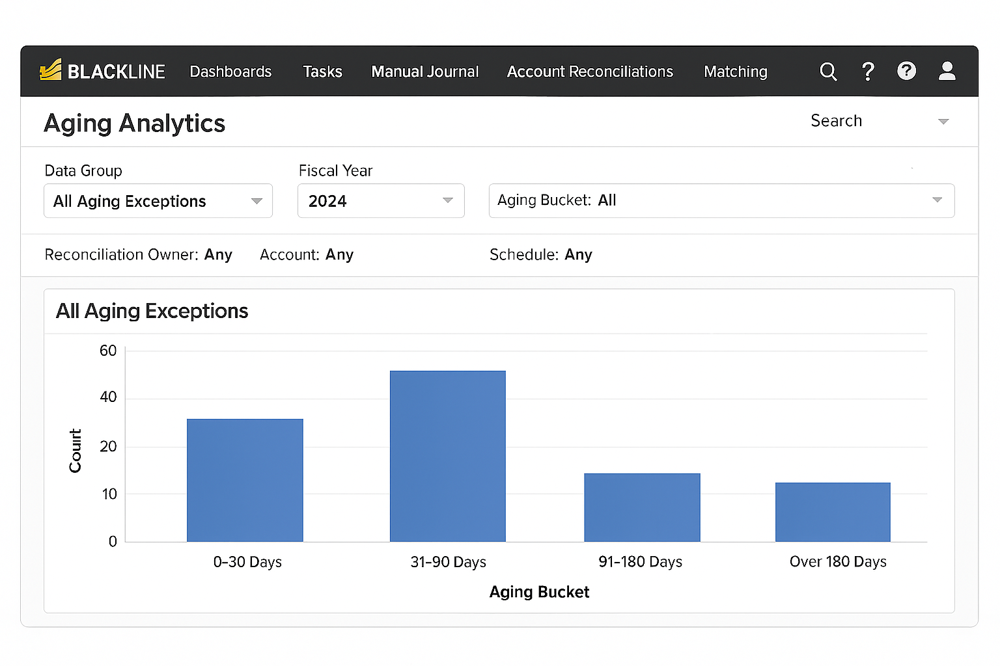 BLACKLINE Dashboards Tasks Manual Journal Account Reconciliations Matching ? ?
Aging Analytics Search
Data Group Fiscal Year
All Aging Exceptions 2024 Aging Bucket: All
Reconciliation Owner: Any Account: Any Schedule: Any
All Aging Exceptions
60
40
20
10
0
Count
0–30 Days 31–90 Days 91–180 Days Over 180 Days
Aging Bucket